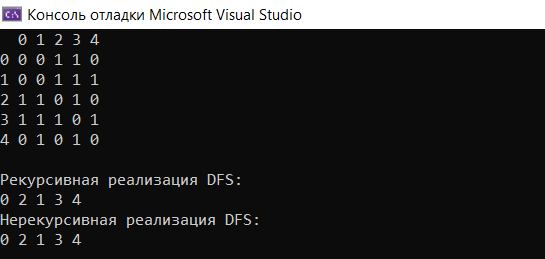 Консоль отладки Microsoft Visual Studio
  0 1 2 3 4
0 0 0 1 1 0
1 0 0 1 1 1
2 1 1 0 1 0
3 1 1 1 0 1
4 0 1 0 1 0
Рекурсивная реализация DFS:
0 2 1 3 4
Нерекурсивная реализация DFS:
0 2 1 3 4